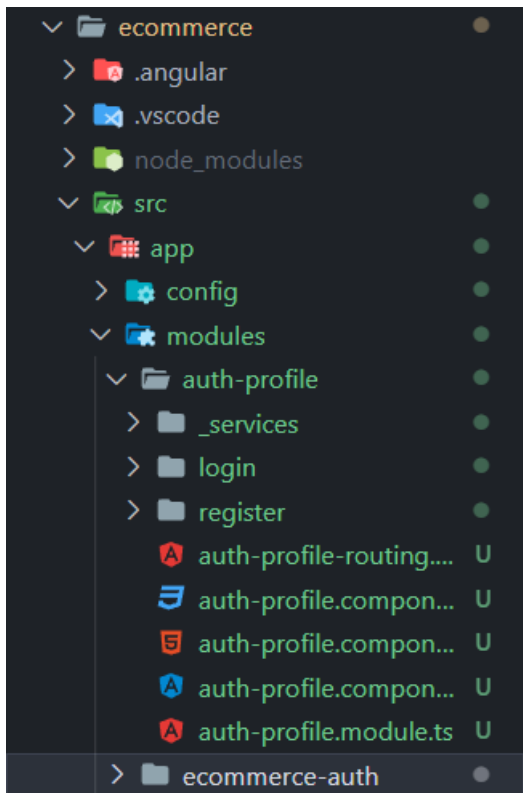 ecommerce
.angular
.vscode
node_modules
src
app
config
modules
auth-profile
_services
login
register
auth-profile-routing.... U
auth-profile.compon... U
auth-profile.compon... U
auth-profile.compon... U
auth-profile.module.ts U
ecommerce-auth